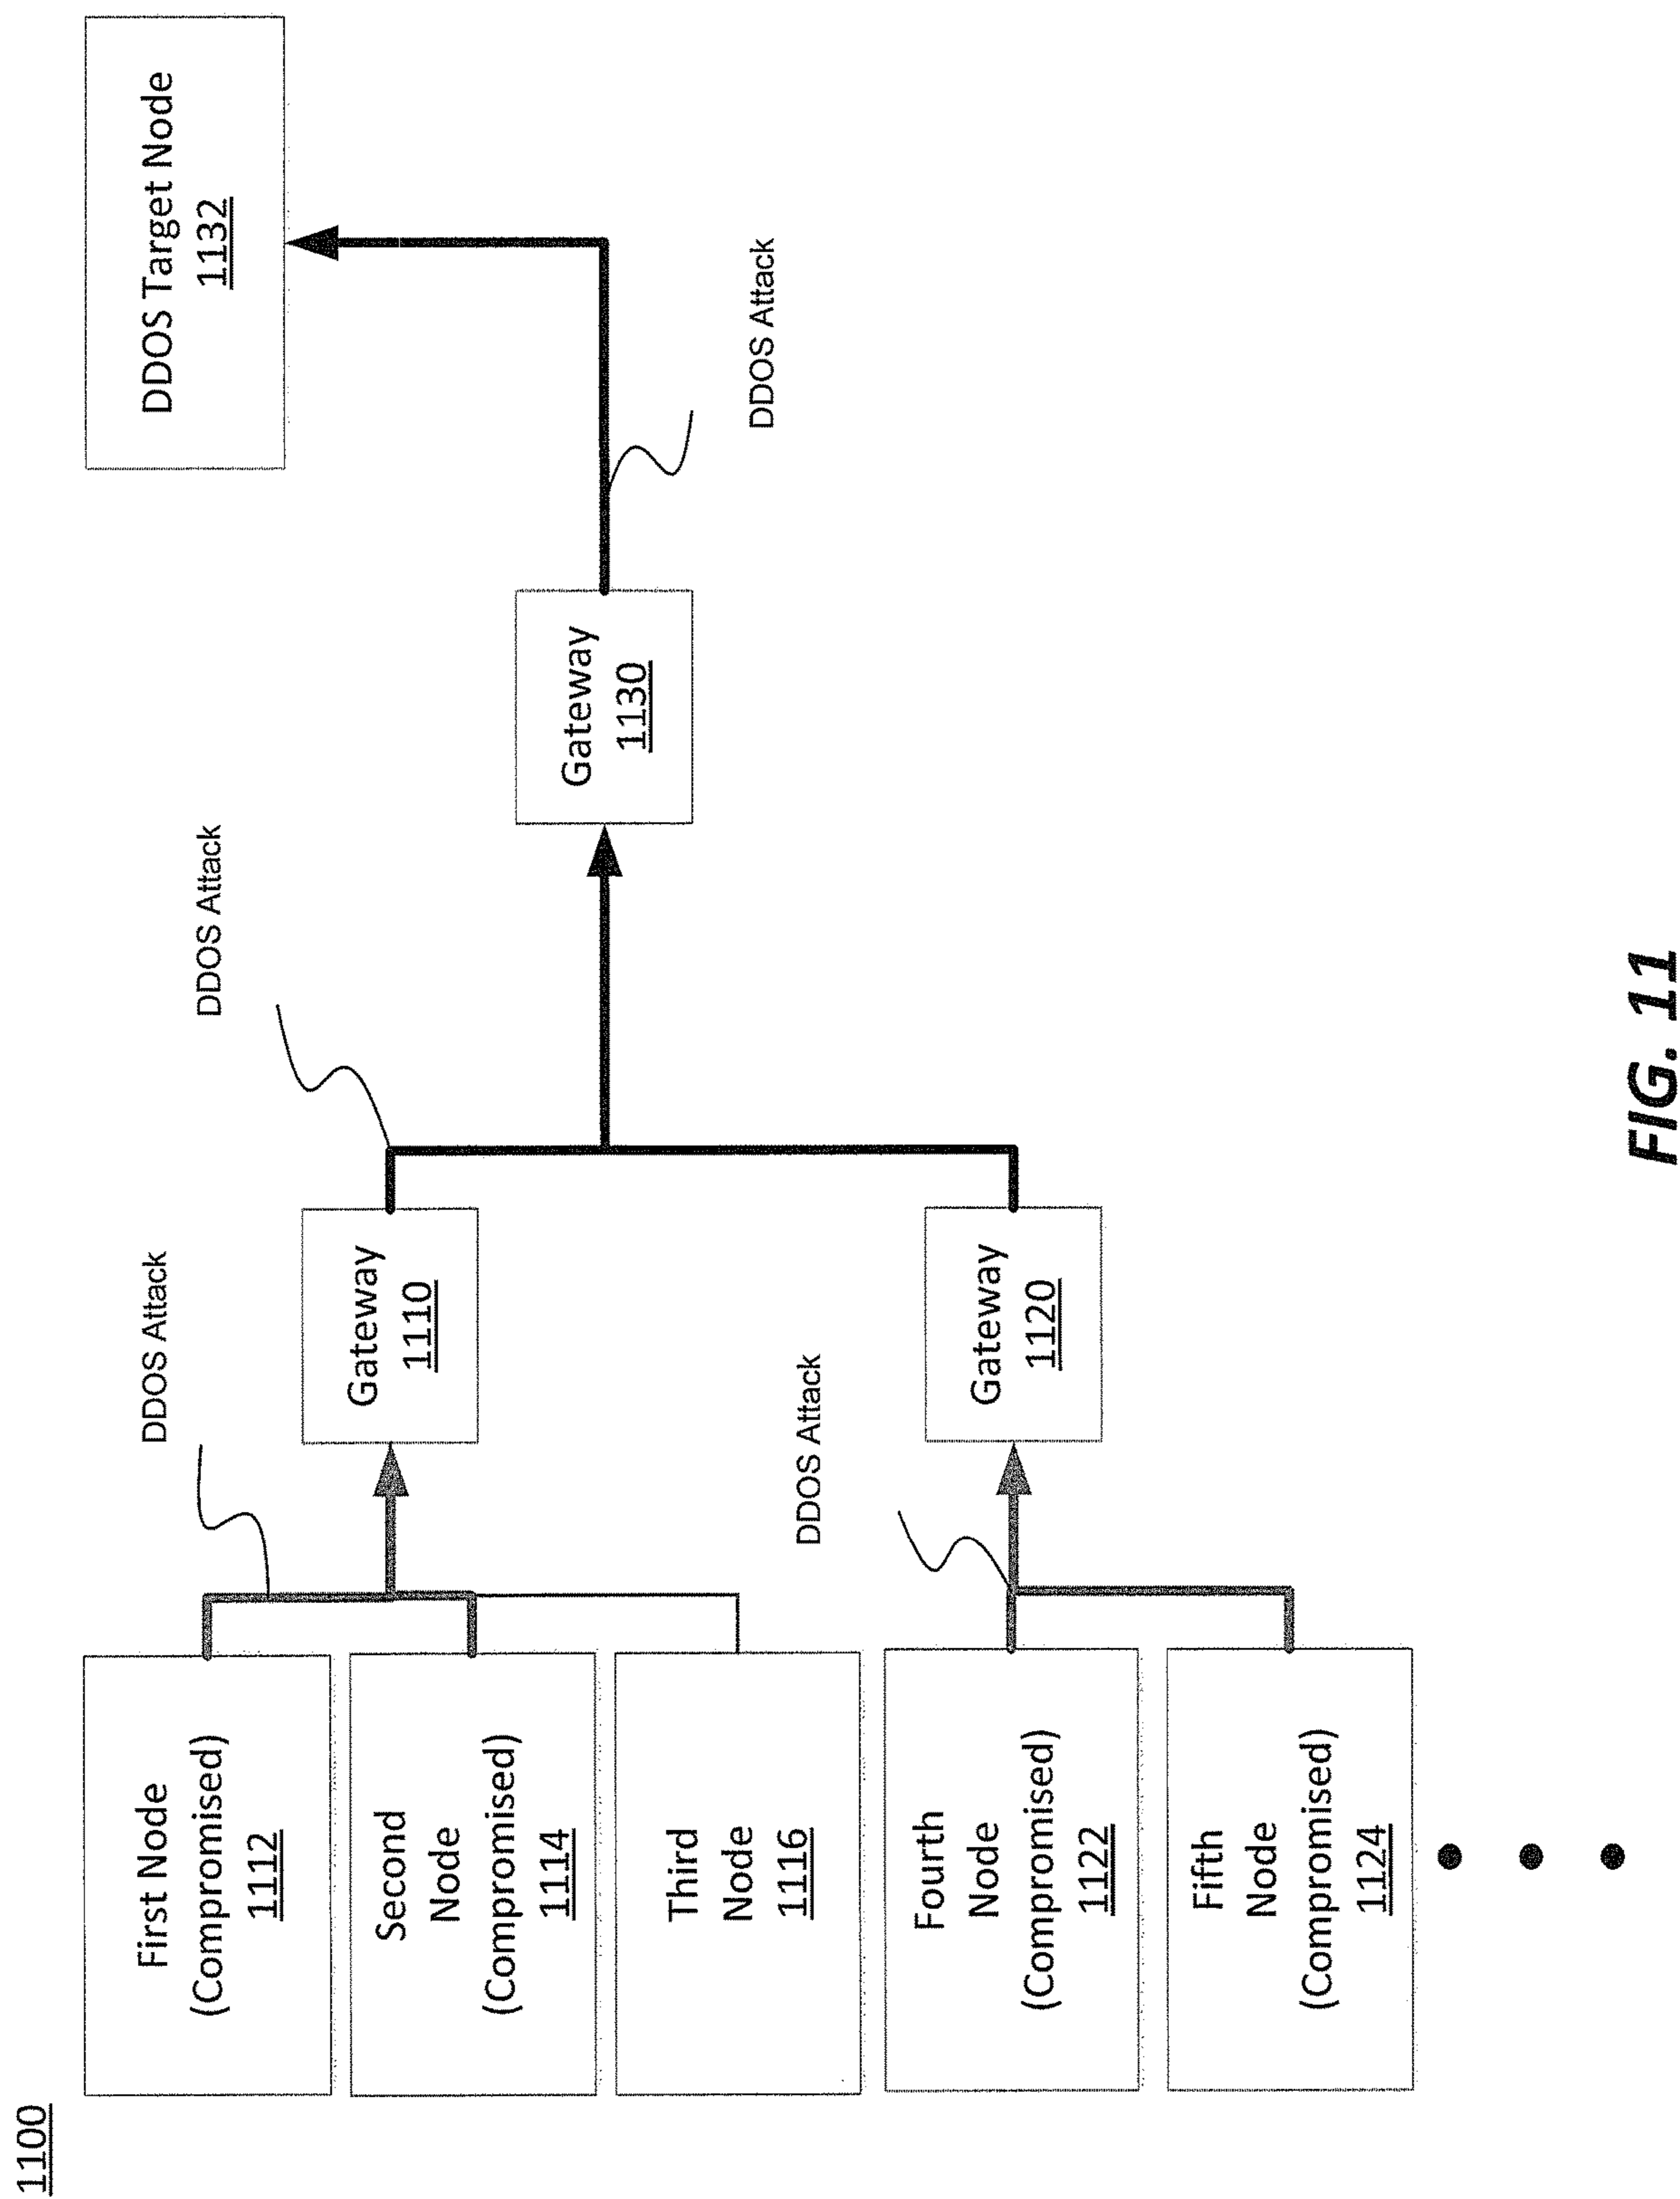 1100
First Node
(Compromised)
1112
Second
Node
(Compromised)
1114
Third
Node
1116
Fourth
Node
(Compromised)
1122
Fifth
Node
(Compromised)
1124
DDOS Attack
DDOS Attack
Gateway
1110
Gateway
1120
DDOS Attack
Gateway
1130
DDOS Attack
DDOS Target Node
1132
FIG. 11